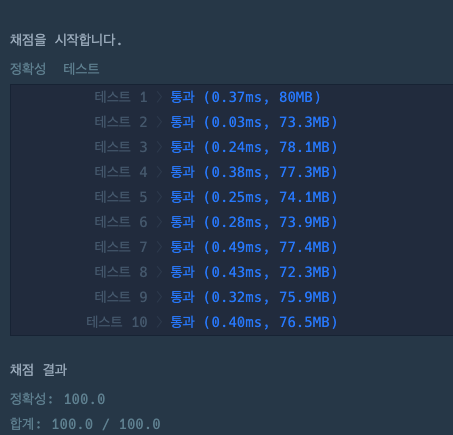 채점을 시작합니다.
정확성 테스트
테스트 1 > 통과 (0.37ms, 80MB)
테스트 2 > 통과 (0.03ms, 73.3MB)
테스트 3 > 통과 (0.24ms, 78.1MB)
테스트 4 > 통과 (0.38ms, 77.3MB)
테스트 5 > 통과 (0.25ms, 74.1MB)
테스트 6 > 통과 (0.28ms, 73.9MB)
테스트 7 > 통과 (0.49ms, 77.4MB)
테스트 8 > 통과 (0.43ms, 72.3MB)
테스트 9 > 통과 (0.32ms, 75.9MB)
테스트 10 > 통과 (0.40ms, 76.5MB)
채점 결과
정확성: 100.0
합계: 100.0 / 100.0